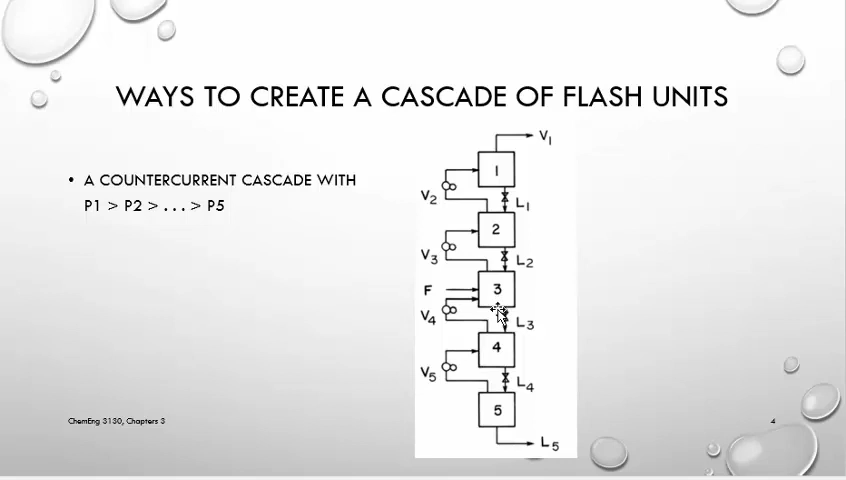 WAYS TO CREATE A CASCADE OF FLASH UNITS
• A COUNTERCURRENT CASCADE WITH
P1 > P2 > . . . > P5
V1
1
V2
L1
2
V3
L2
F
3
V4
L3
4
V5
L4
5
L5
ChemEng 3130, Chapters 3
4